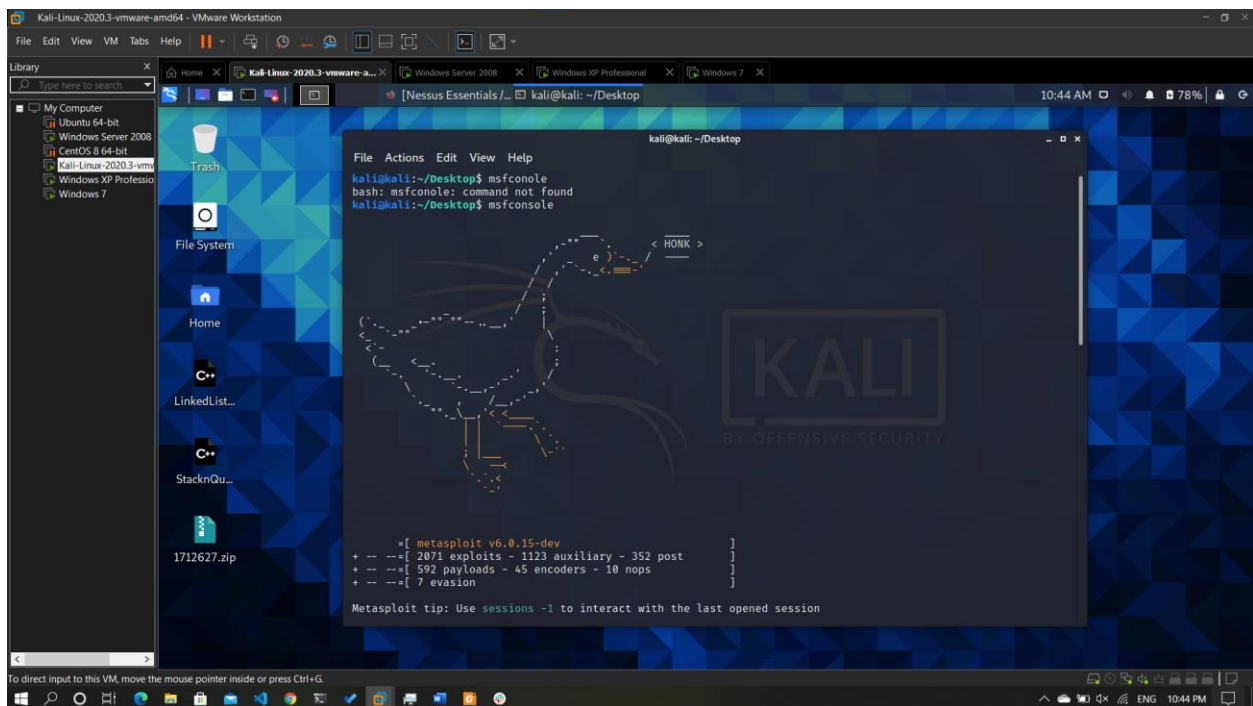 Kali-Linux-2020.3-vmware-amd64 - VMware Workstation
File Edit View VM Tabs Help
Library
Type here to search
My Computer
Ubuntu 64-bit
Windows Server 2008
CentOS 8 64-bit
Kali-Linux-2020.3-vmv
Windows XP Professio
Windows 7
Home
Kali-Linux-2020.3-vmware-a...
Windows Server 2008
Windows XP Professional
Windows 7
[Nessus Essentials /...
kali@kali: ~/Desktop
10:44 AM
78%
Trash
File System
Home
LinkedList...
StacknQu...
1712627.zip
kali@kali: ~/Desktop
File Actions Edit View Help
kali@kali:~/Desktop$ msfconole
bash: msfconole: command not found
kali@kali:~/Desktop$ msfconsole
< HONK >
KALI
BY OFFENSIVE SECURITY
=[ metasploit v6.0.15-dev ]
+ -- --=[ 2071 exploits - 1123 auxiliary - 352 post ]
+ -- --=[ 592 payloads - 45 encoders - 10 nops ]
+ -- --=[ 7 evasion ]
Metasploit tip: Use sessions -1 to interact with the last opened session
To direct input to this VM, move the mouse pointer inside or press Ctrl+G.
ENG 10:44 PM